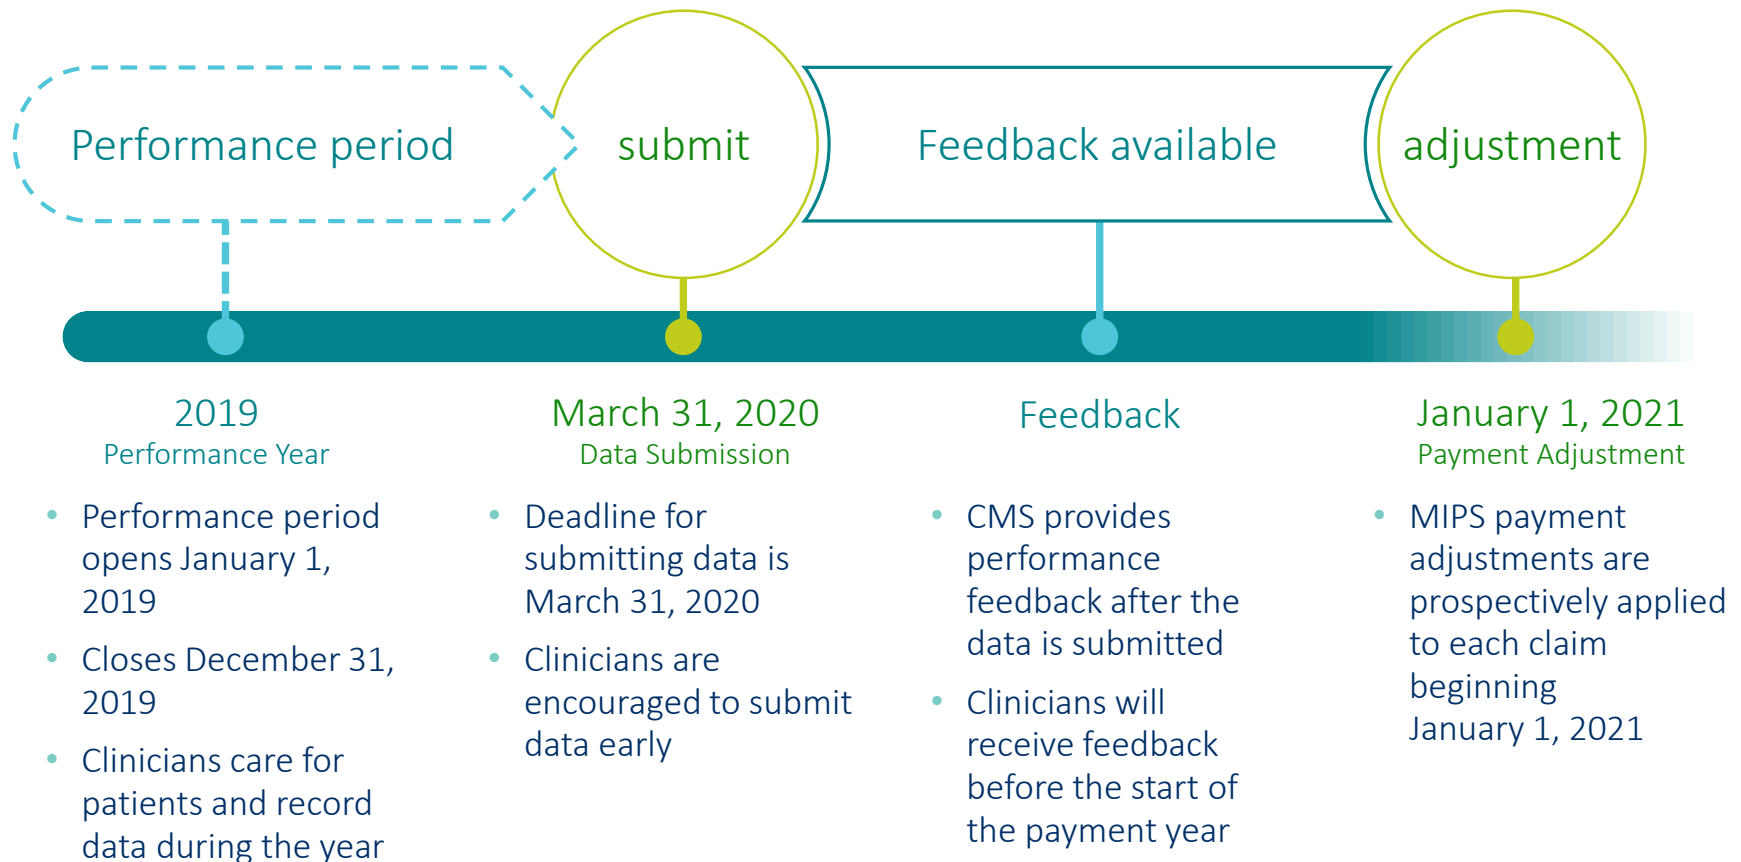 Performance period
submit
Feedback available
adjustment
2019
Performance Year
• Performance period
opens January 1,
2019
• Closes December 31,
2019
• Clinicians care for
patients and record
data during the year
March 31, 2020
Data Submission
• Deadline for
submitting data is
March 31, 2020
• Clinicians are
encouraged to submit
data early
Feedback
• CMS provides
performance
feedback after the
data is submitted
• Clinicians will
receive feedback
before the start of
the payment year
January 1, 2021
Payment Adjustment
• MIPS payment
adjustments are
prospectively applied
to each claim
beginning
January 1, 2021